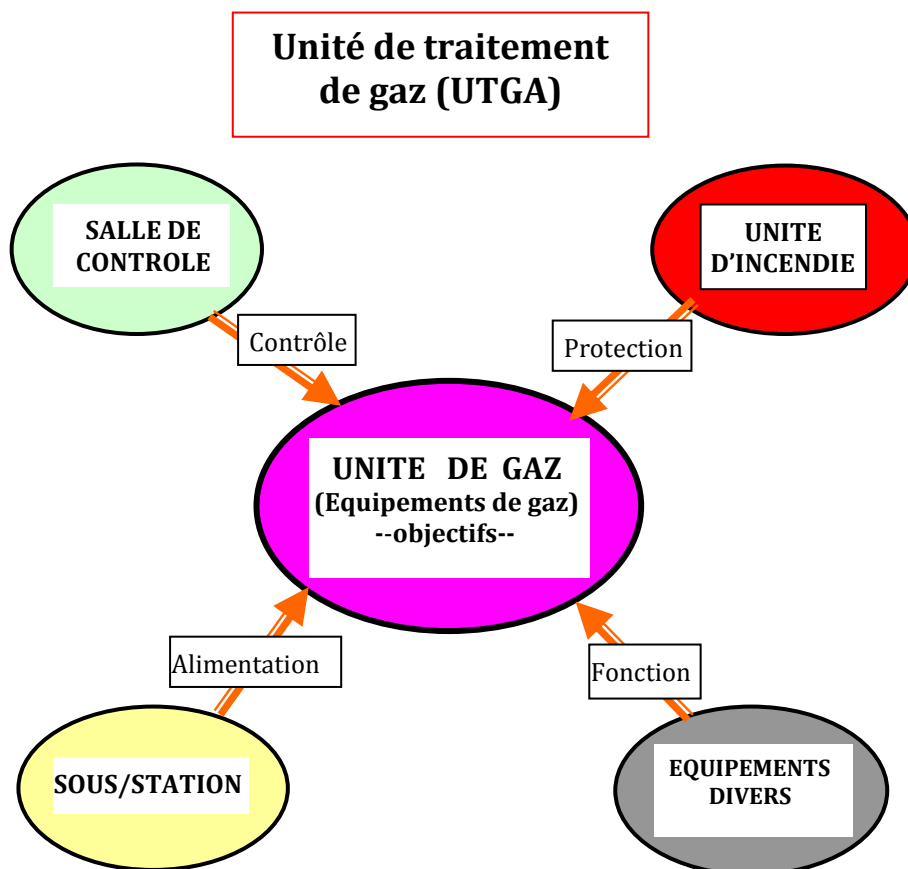 Unité de traitement
de gaz (UTGA)
SALLE DE
CONTROLE
UNITE
D'INCENDIE
Contrôle
Protection
UNITE DE GAZ
(Equipements de gaz)
--objectifs--
Alimentation
Fonction
SOUS/STATION
EQUIPEMENTS
DIVERS